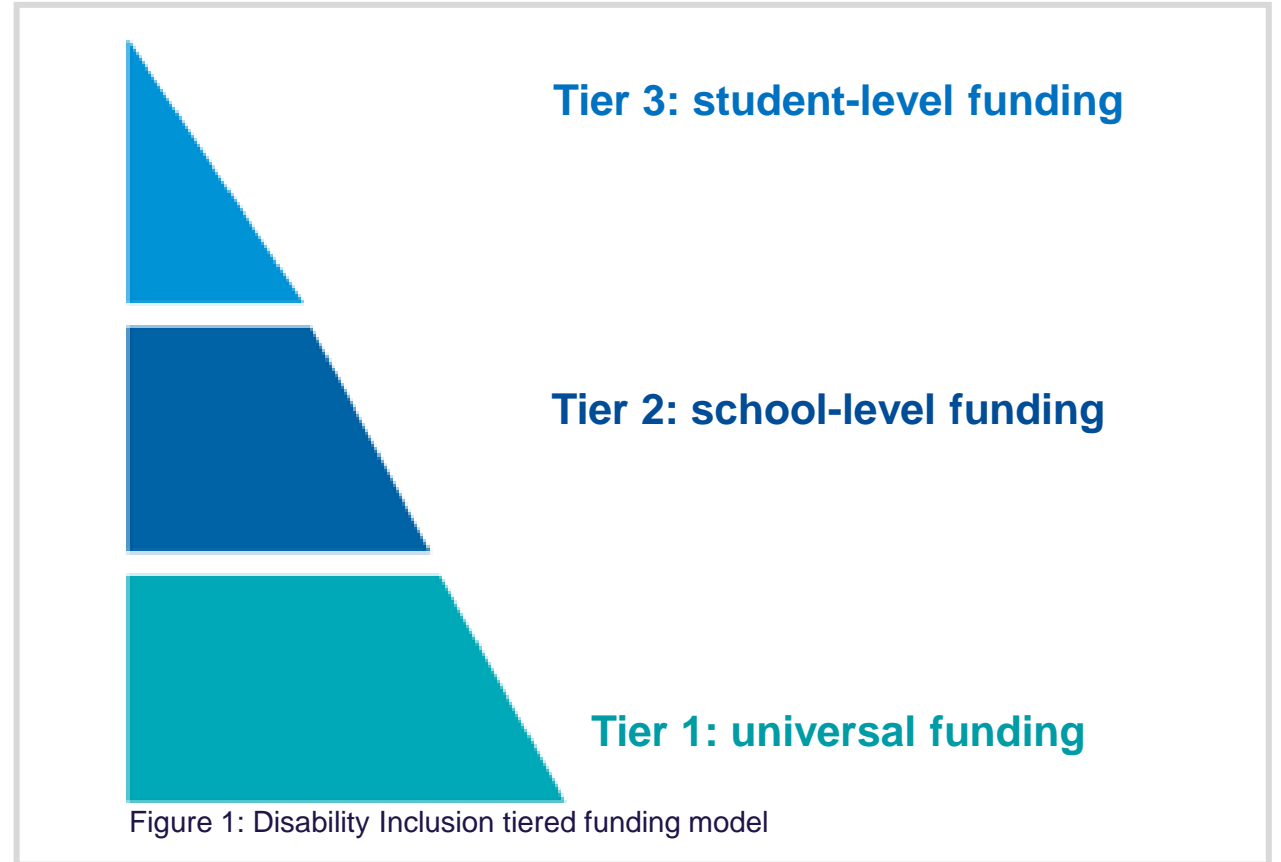 Tier 3: student-level funding
Tier 2: school-level funding
Tier 1: universal funding
Figure 1: Disability Inclusion tiered funding model